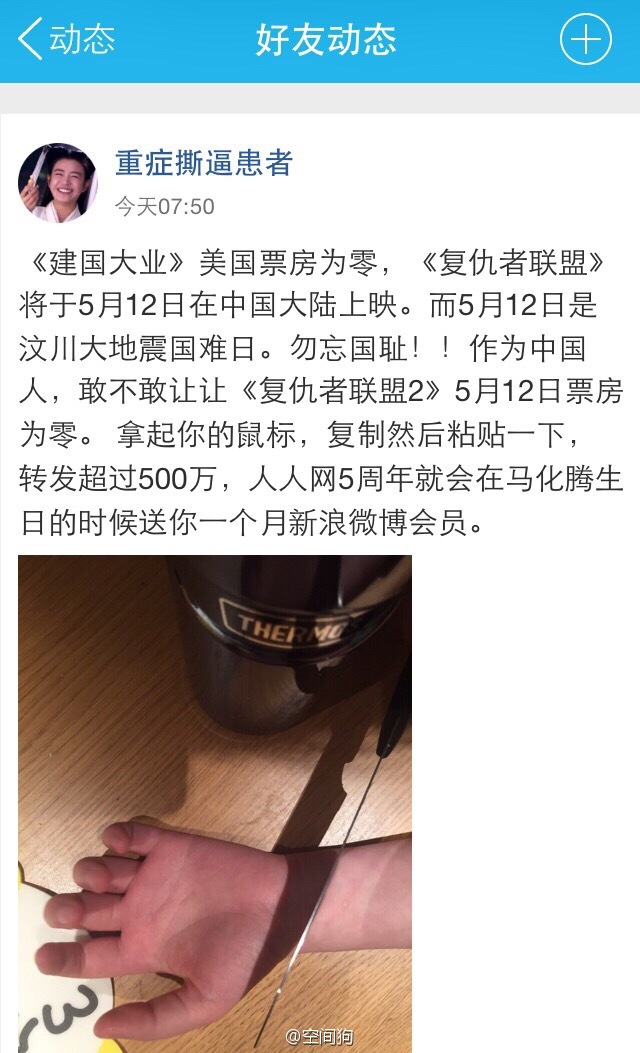 动态
好友动态
重症撕逼患者
今天07:50
《建国大业》美国票房为零，《复仇者联盟》
将于5月12日在中国大陆上映。而5月12日是
汶川大地震国难日。勿忘国耻！！作为中国
人，敢不敢让让《复仇者联盟2》5月12日票房
为零。 拿起你的鼠标，复制然后粘贴一下，
转发超过500万，人人网5周年就会在马化腾生
日的时候送你一个月新浪微博会员。
THERMO
@空间狗